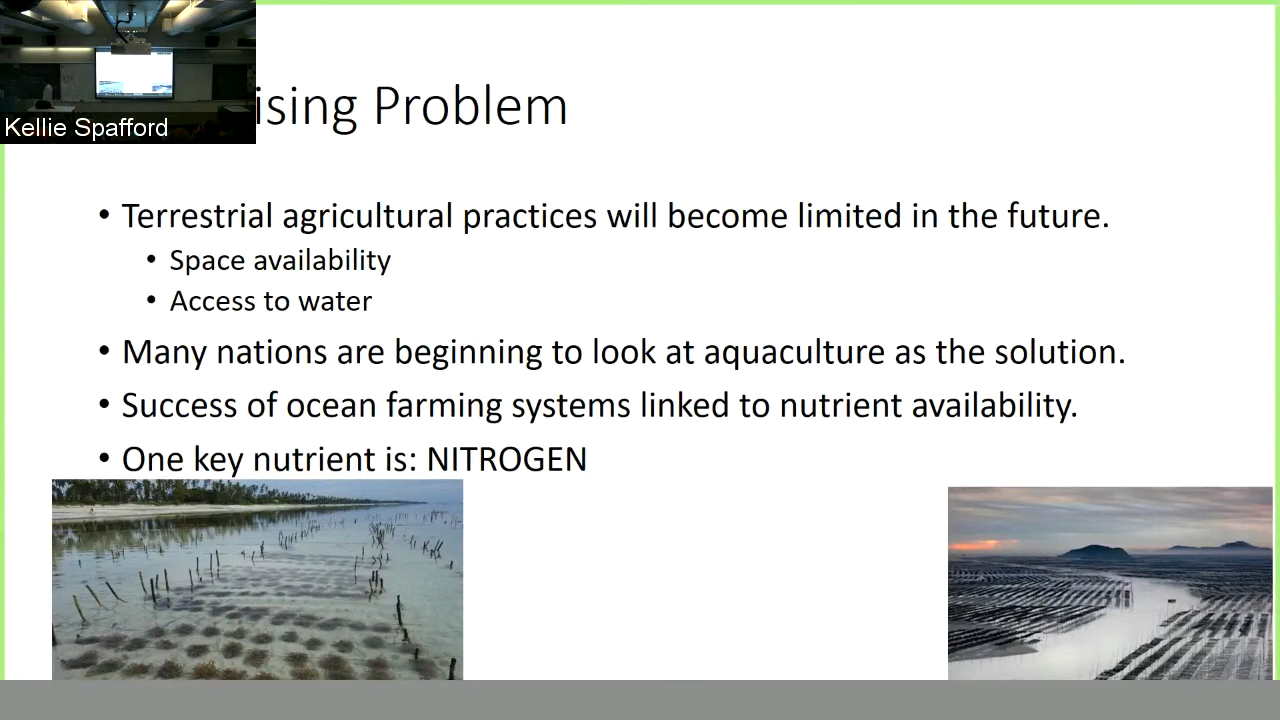 Kellie Spafford
ising Problem
• Terrestrial agricultural practices will become limited in the future.
• Space availability
• Access to water
• Many nations are beginning to look at aquaculture as the solution.
• Success of ocean farming systems linked to nutrient availability.
• One key nutrient is: NITROGEN